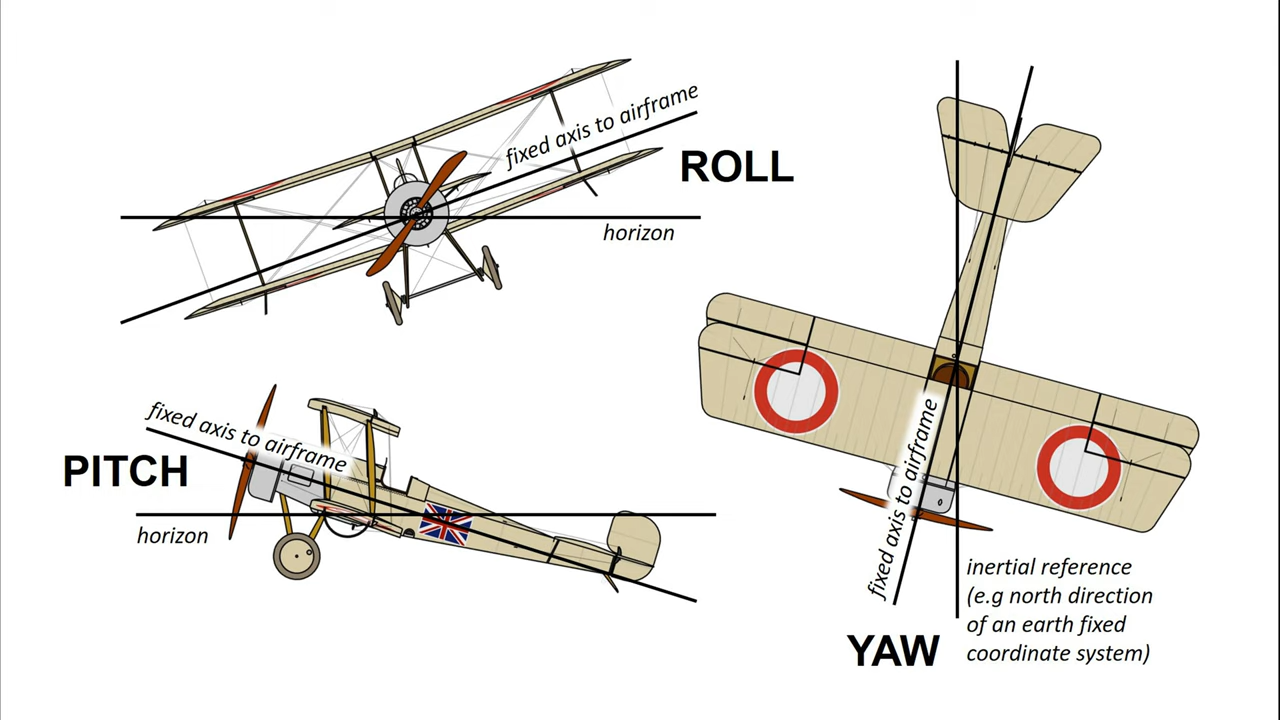 fixed axis to airframe
ROLL
horizon
fixed axis to airframe
PITCH
horizon
fixed axis to airframe
inertial reference
(e.g north direction
of an earth fixed
coordinate system)
YAW